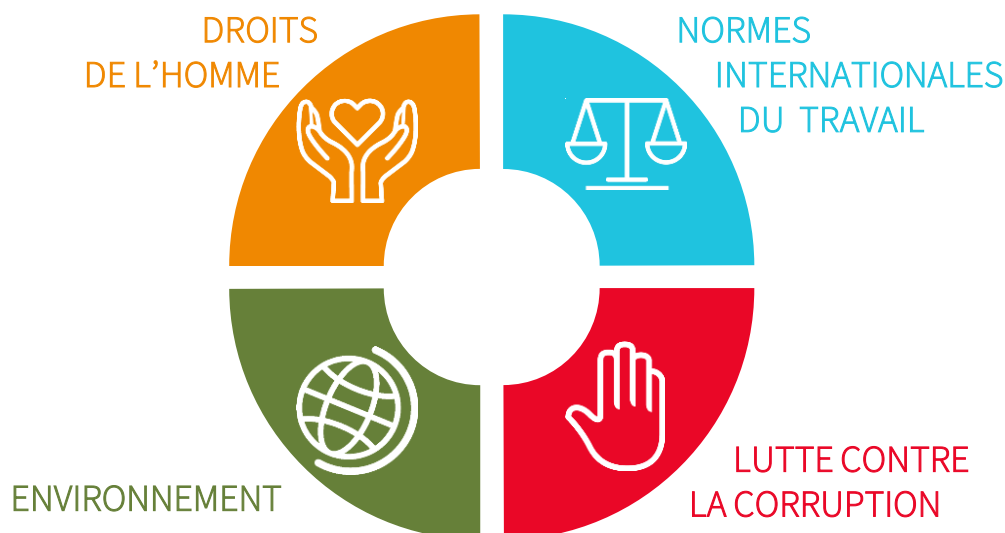 DROITS
DE L’HOMME
NORMES
INTERNATIONALES
DU TRAVAIL
ENVIRONNEMENT
LUTTE CONTRE
LA CORRUPTION